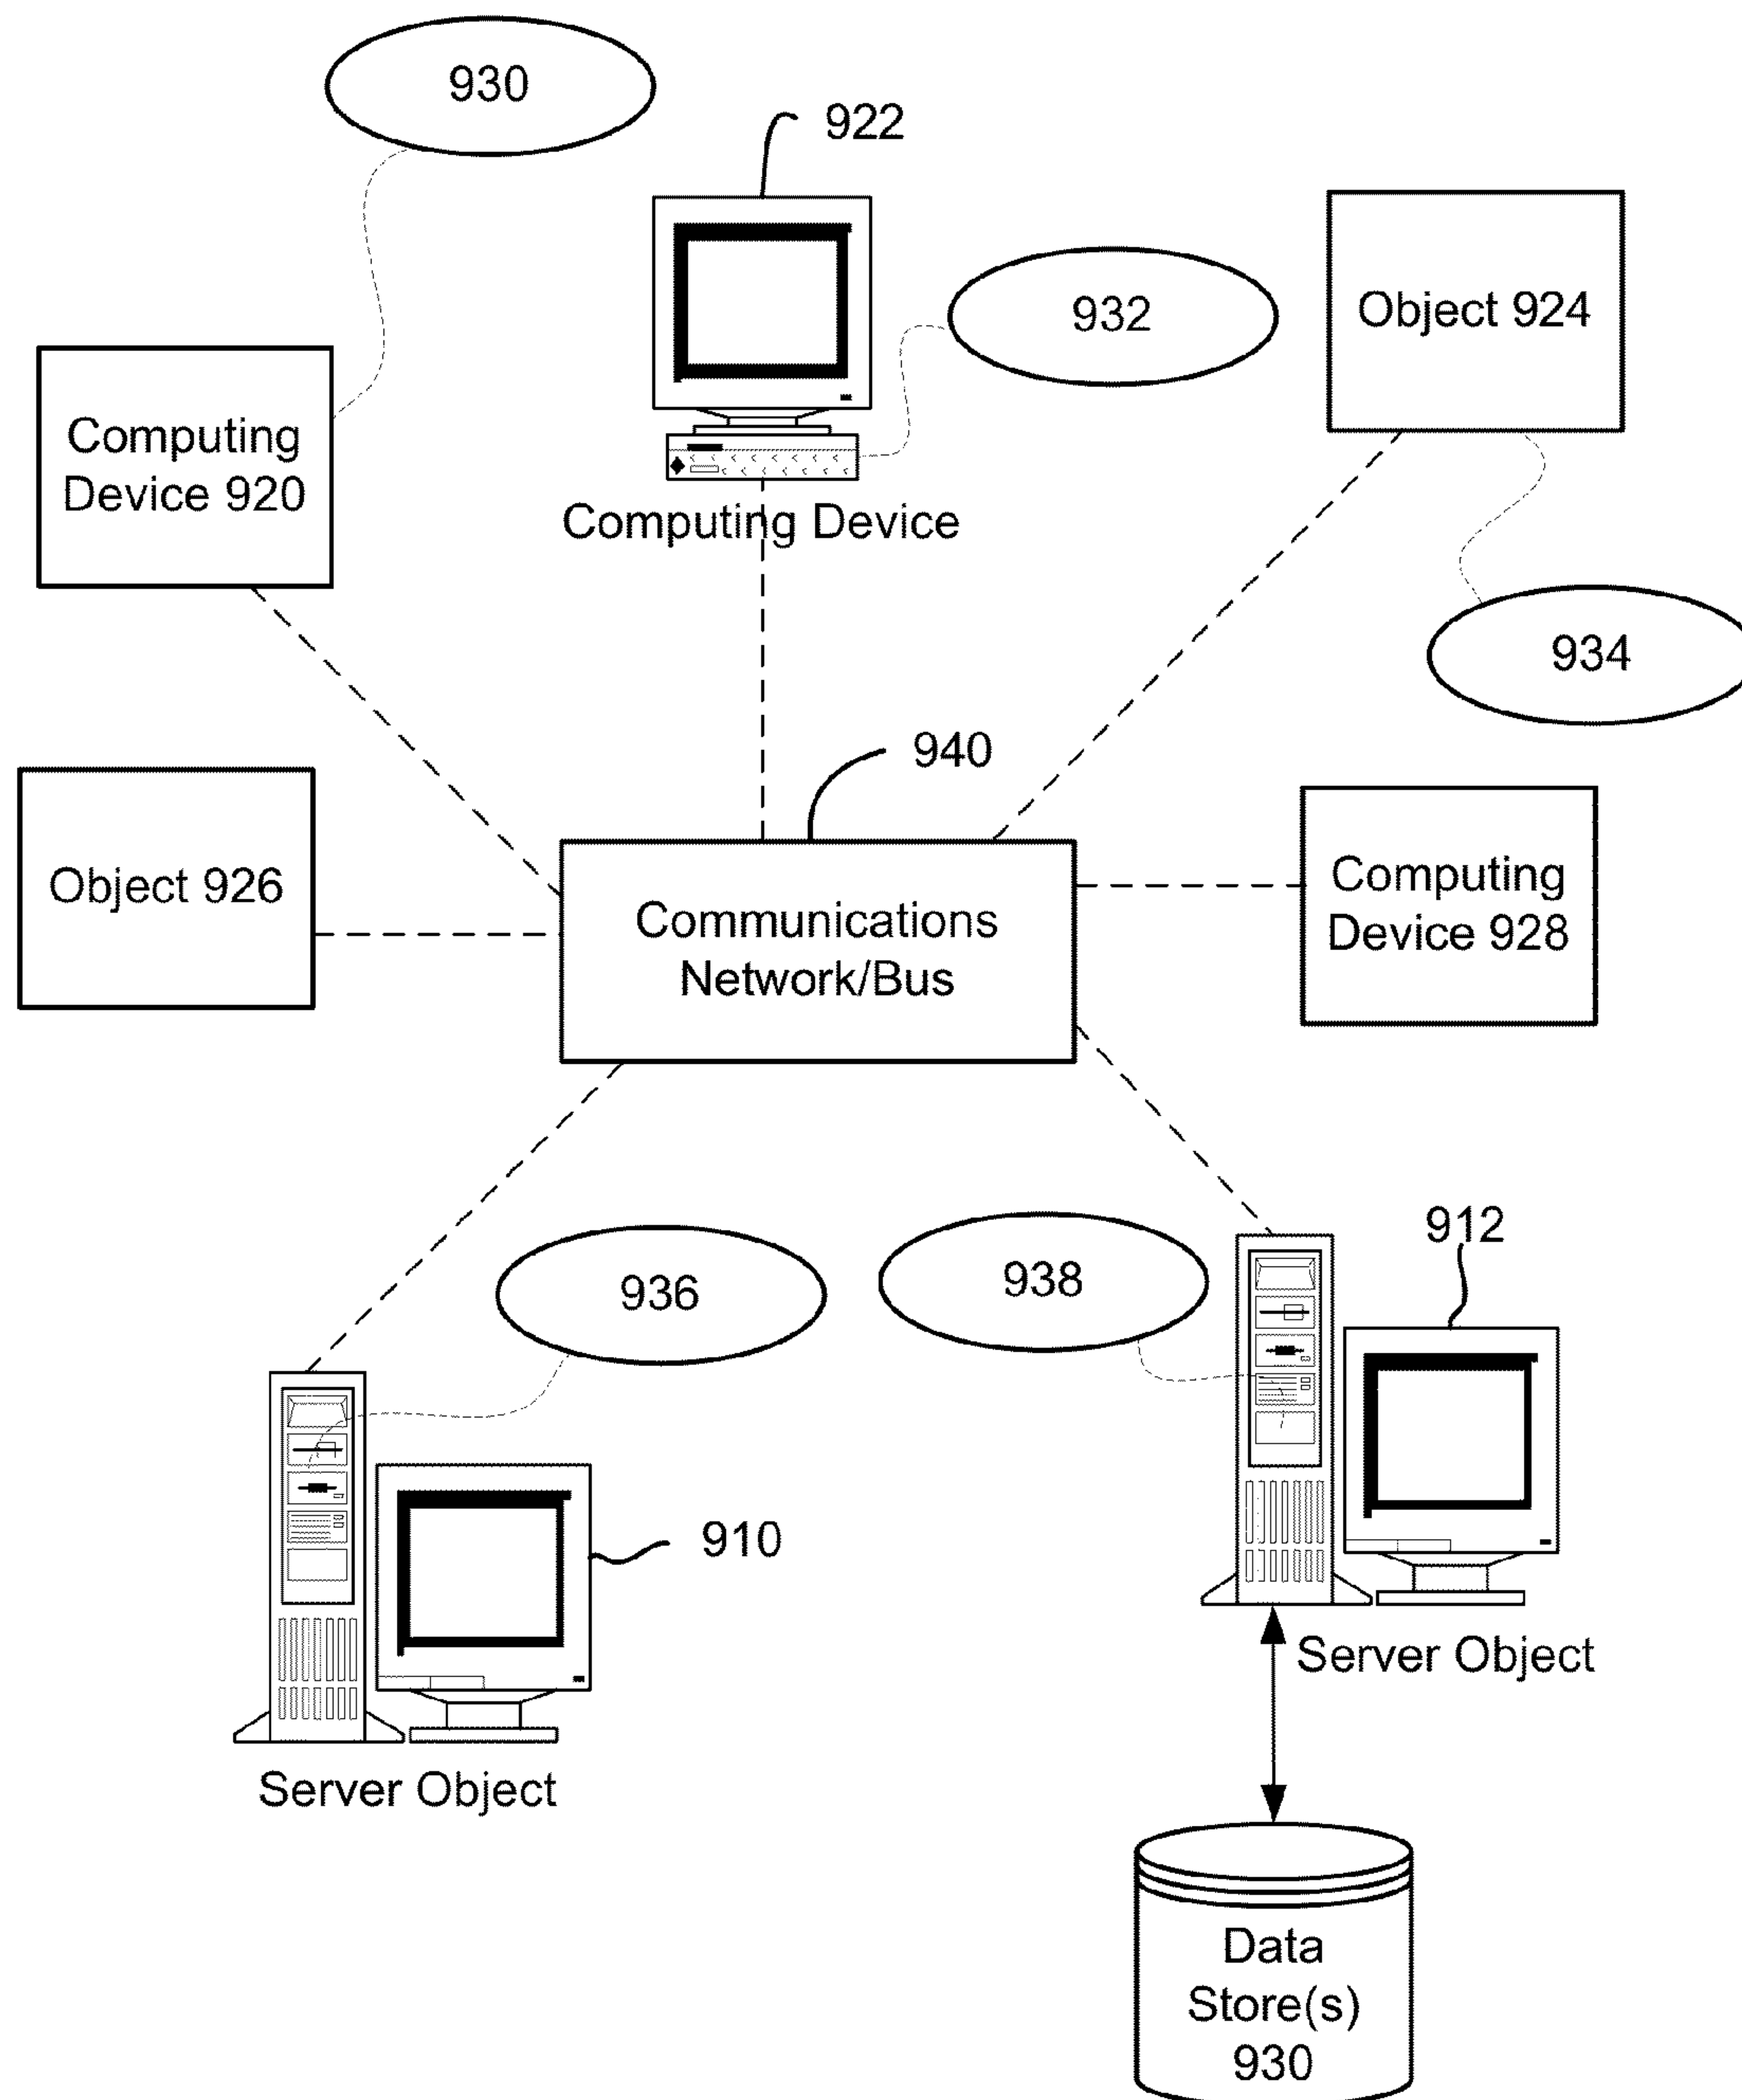 930
922
932
Object 924
Computing
Device 920
Computing Device
934
940
Object 926
Communications
Network/Bus
Computing
Device 928
936
938
912
910
Server Object
Server Object
Data
Store(s)
930